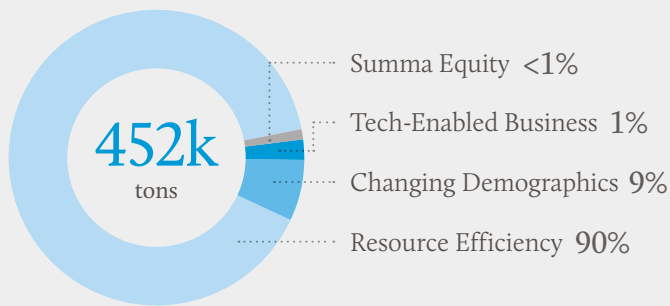 452k
tons
Summa Equity <1%
Tech-Enabled Business 1%
Changing Demographics 9%
Resource Efficiency 90%